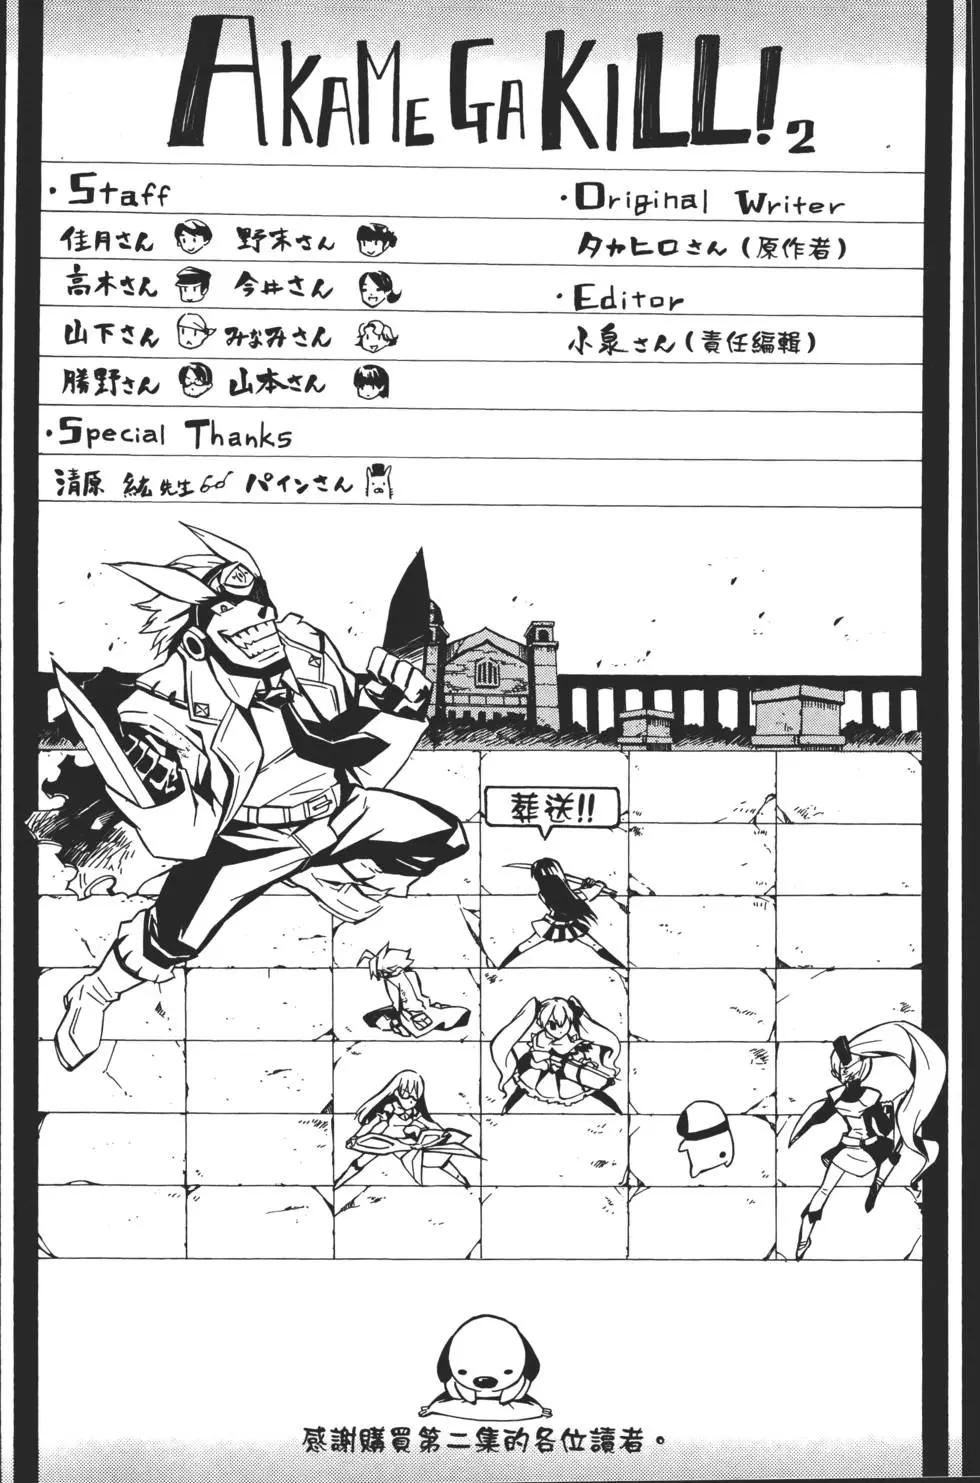 AKAME GA KILL! 2
・Staff
佳月さん 野末さん
高木さん 今井さん
山下さん みなみさん
勝野さん 山本さん
・Special Thanks
清原 紘先生 パインさん
・Original Writer
タカヒロさん(原作者)
・Editor
小泉さん(責任編輯)
葬送!!
感謝購買第二集的各位讀者。